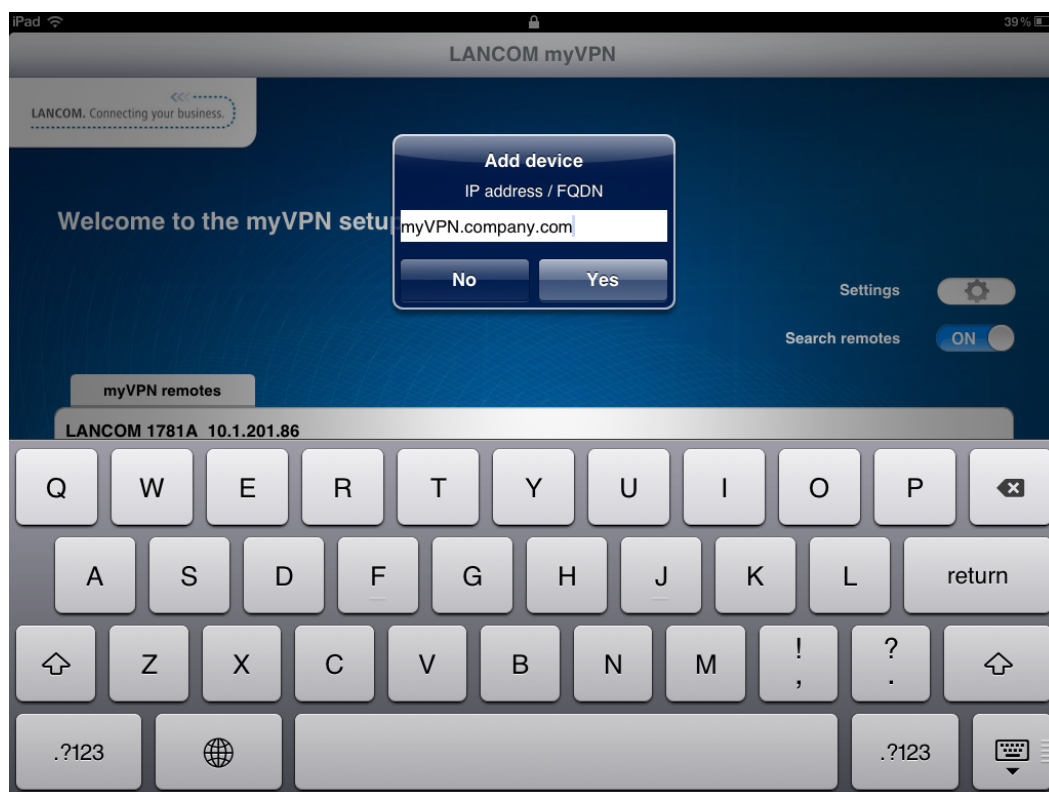 iPad 39%
LANCOM myVPN
LANCOM. Connecting your business.
Add device
IP address / FQDN
myVPN.company.com
No Yes
Welcome to the myVPN setup
Settings
Search remotes ON
myVPN remotes
LANCOM 1781A 10.1.201.86
Q W E R T Y U I O P
A S D F G H J K L return
Z X C V B N M ! , ? .
.?123 .?123